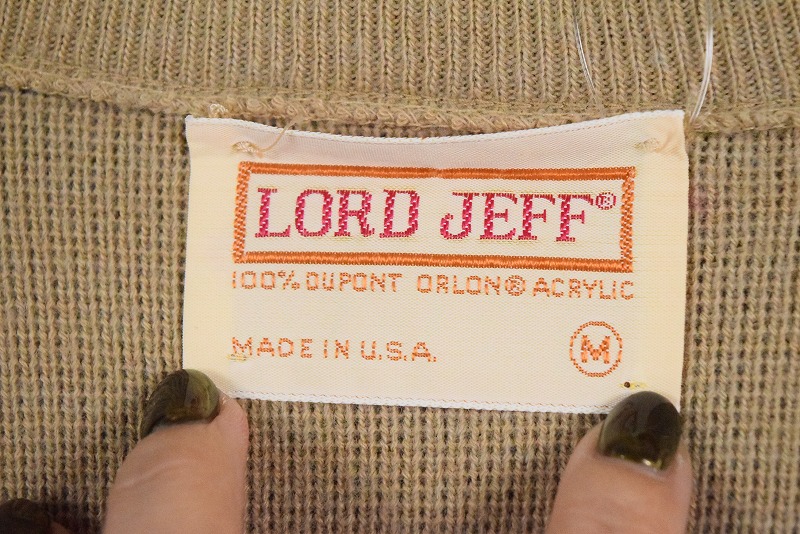 LORD JEFF®
100% DUPONT ORLON® ACRYLIC
MADE IN U.S.A. M